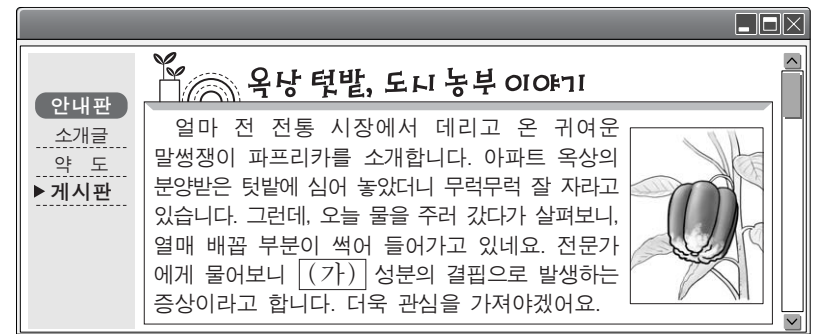 옥상 텃밭, 도시 농부 이야기
안내판
소개글
약 도
▶게시판
얼마 전 전통 시장에서 데리고 온 귀여운
말썽쟁이 파프리카를 소개합니다. 아파트 옥상의
분양받은 텃밭에 심어 놓았더니 무럭무럭 잘 자라고
있습니다. 그런데, 오늘 물을 주러 갔다가 살펴보니,
열매 배꼽 부분이 썩어 들어가고 있네요. 전문가
에게 물어보니 (가) 성분의 결핍으로 발생하는
증상이라고 합니다. 더욱 관심을 가져야겠어요.